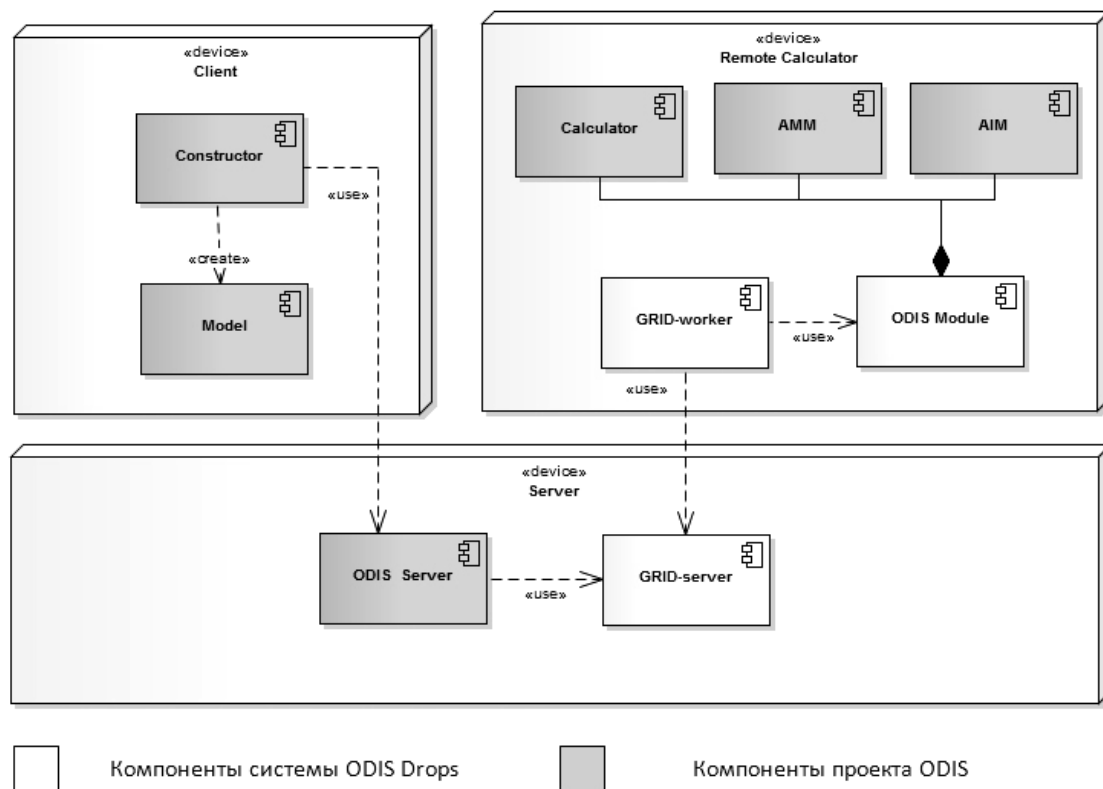 «device»
Client
Constructor
«use»
«create»
Model
«device»
Remote Calculator
Calculator
AMM
AIM
GRID-worker
«use»
ODIS Module
«use»
«device»
Server
ODIS Server
«use»
GRID-server
Компоненты системы ODIS Drops
Компоненты проекта ODIS